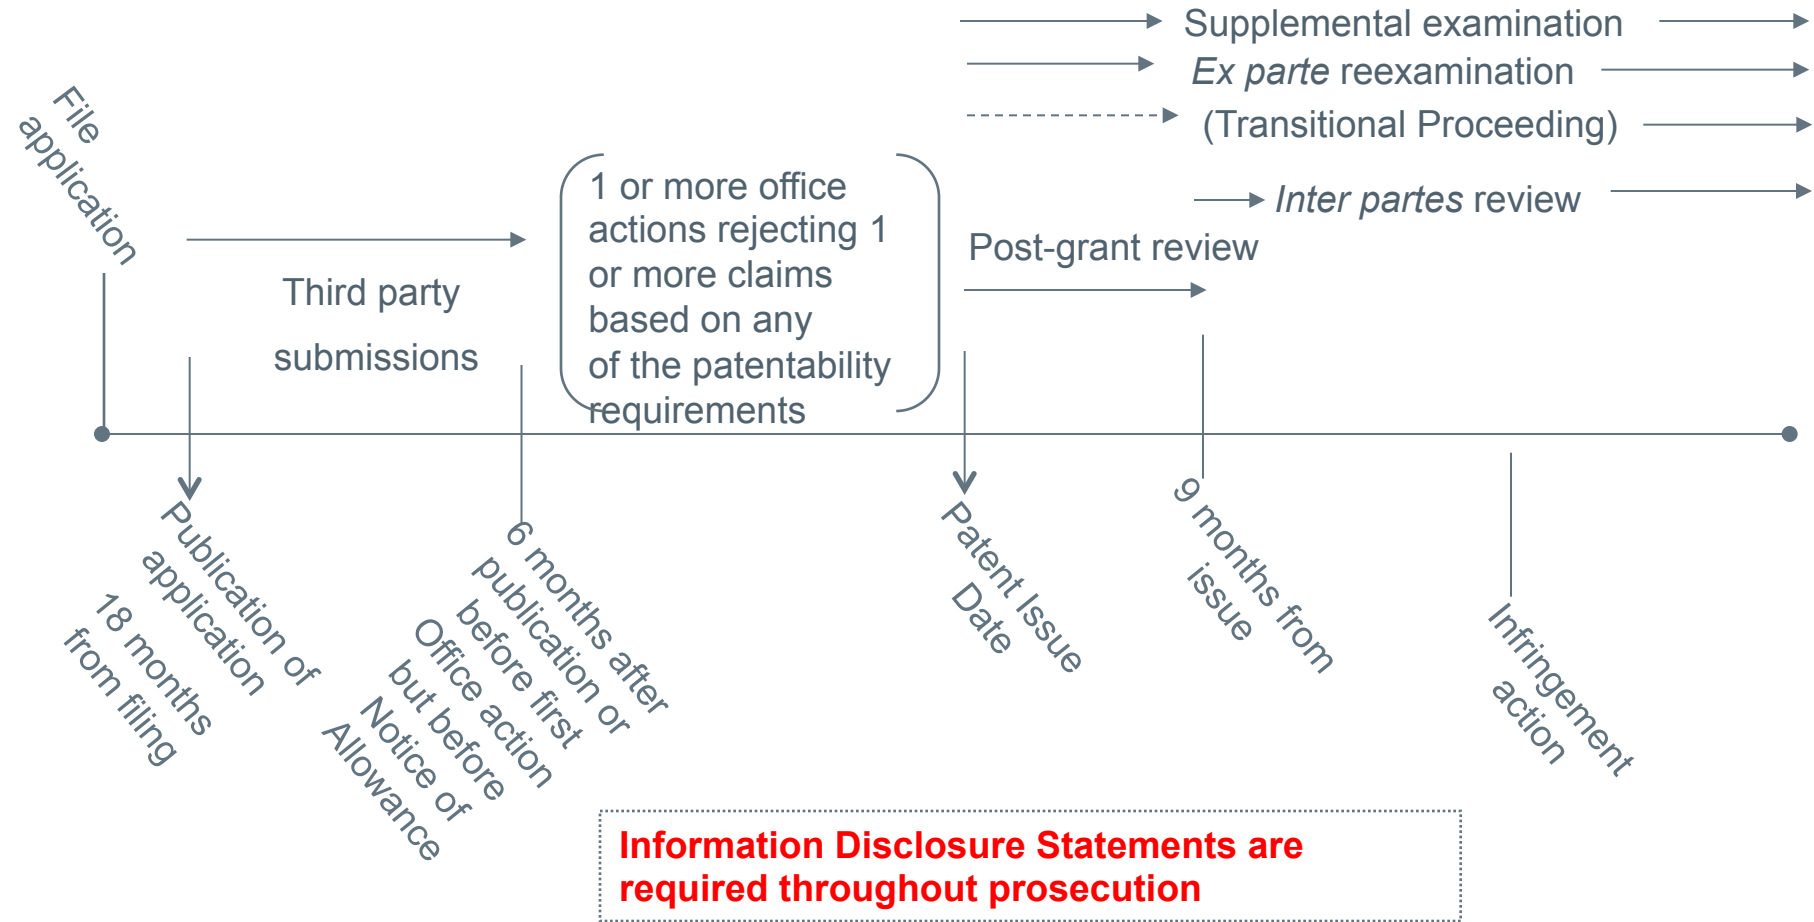 Supplemental examination
Ex parte reexamination
(Transitional Proceeding)
Inter partes review
File
application
Third party
submissions
1 or more office
actions rejecting 1
or more claims
based on any
of the patentability
requirements
Post-grant review
Publication of
application
18 months
from filing
6 months after
publication or
before first
Office action
but before
Notice of
Allowance
Patent Issue
Date
9 months from
issue
Infringement
action
Information Disclosure Statements are
required throughout prosecution